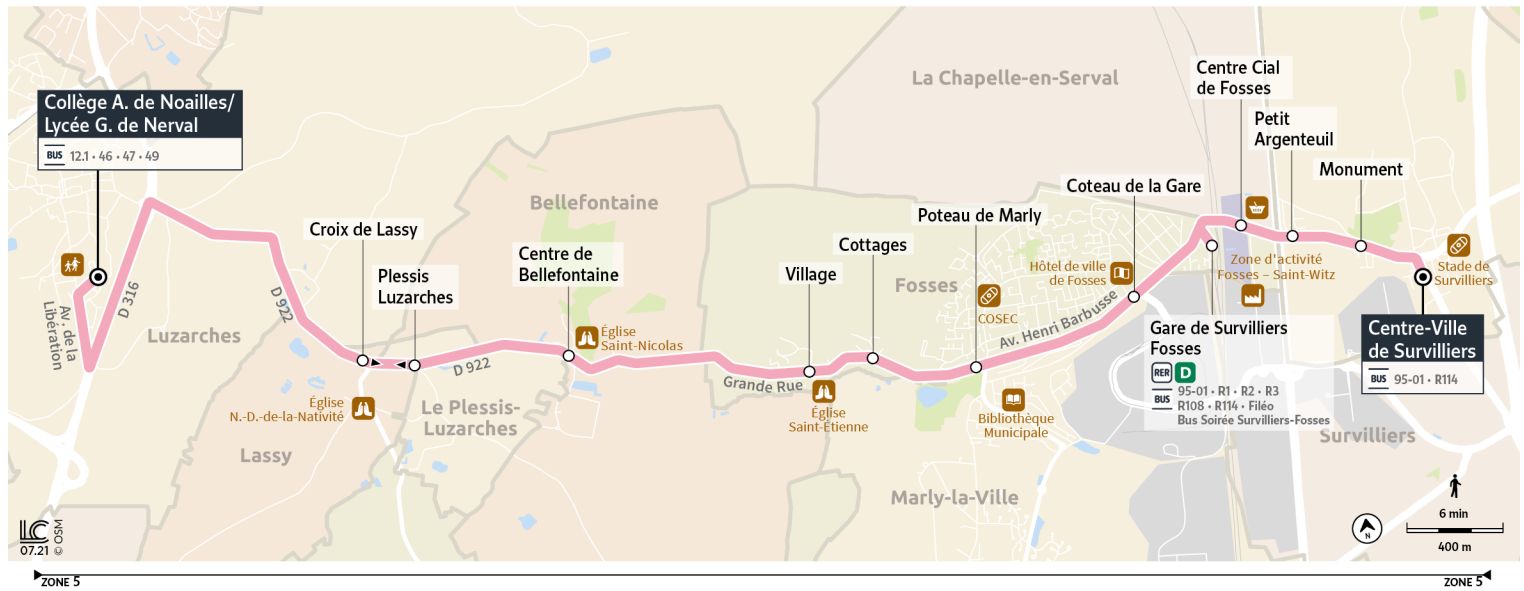 Collège A. de Noailles/
Lycée G. de Nerval
BUS 12.1 • 46 • 47 • 49
Av. de la
Libération
D 316
Luzarches
D 922
Croix de Lassy
Plessis
Luzarches
Église
N.-D.-de-la-Nativité
Lassy
D 922
Le Plessis-
Luzarches
Bellefontaine
Centre de
Bellefontaine
Église
Saint-Nicolas
Grande Rue
Village
Église
Saint-Étienne
Cottages
Fosses
Poteau de Marly
COSEC
Bibliothèque
Municipale
Marly-la-Ville
La Chapelle-en-Serval
Coteau de la Gare
Hôtel de ville
de Fosses
Av. Henri Barbusse
Gare de Survilliers
Fosses
RER D
BUS 95-01 • R1 • R2 • R3
R108 • R114 • Filéo
Bus Soirée Survilliers-Fosses
Centre Cial
de Fosses
Zone d'activité
Fosses – Saint-Witz
Petit
Argenteuil
Monument
Stade de
Survilliers
Centre-Ville
de Survilliers
BUS 95-01 • R114
Survilliers
N
6 min
400 m
LC
07.21
© OSM
ZONE 5
ZONE 5